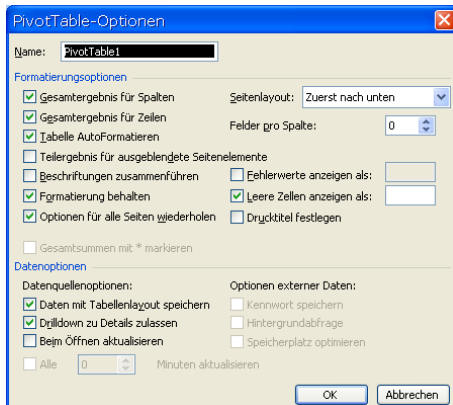 PivotTable-Optionen
Name: PivotTable1
Formatierungsoptionen
Gesamtergebnis für Spalten
Seitenlayout: Zuerst nach unten
Gesamtergebnis für Zeilen
Felder pro Spalte: 0
Tabelle AutoFormatieren
Teilergebnis für ausgeblendete Seitenelemente
Beschriftungen zusammenführen
Fehlerwerte anzeigen als:
Formatierung behalten
Leere Zellen anzeigen als:
Optionen für alle Seiten wiederholen
Drucktitel festlegen
Gesamtsummen mit * markieren
Datenoptionen
Datenquellenoptionen:
Optionen externer Daten:
Daten mit Tabellenlayout speichern
Kennwort speichern
Drilldown zu Details zulassen
Hintergrundabfrage
Beim Öffnen aktualisieren
Speicherplatz optimieren
Alle 0 Minuten aktualisieren
OK
Abbrechen